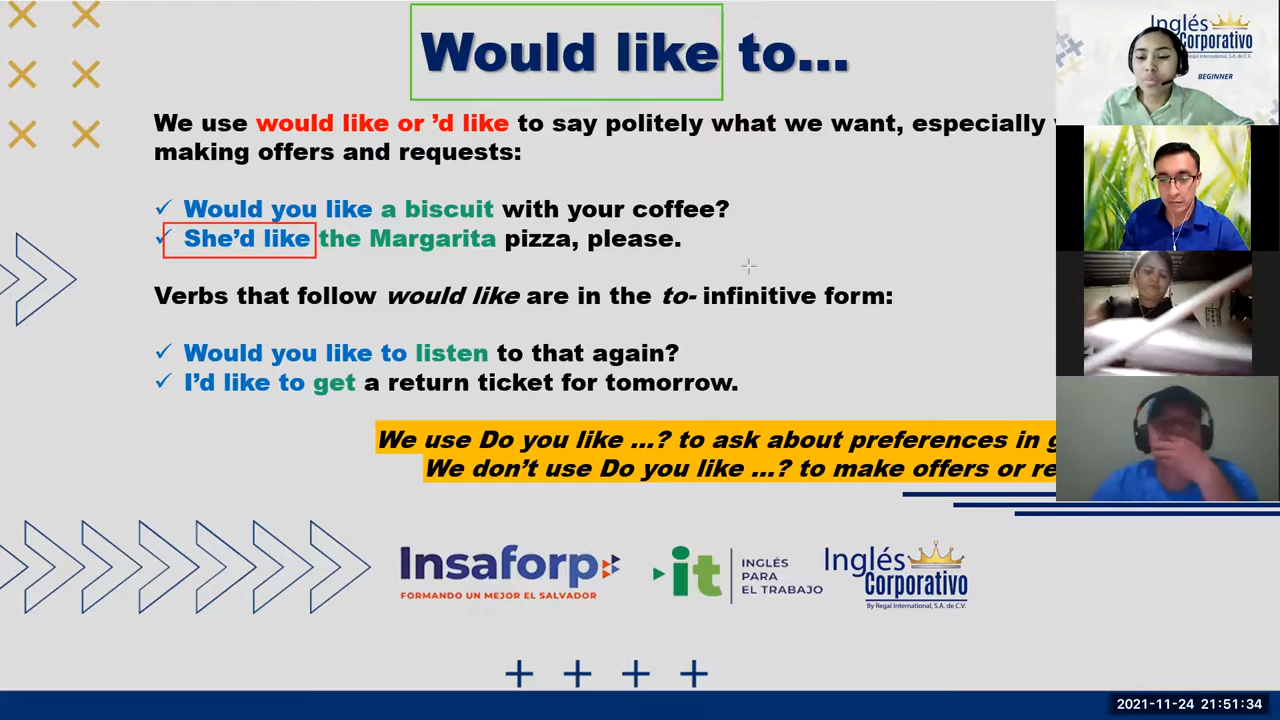 Would like to...
Inglés
Corporativo
By Regal International, S.A. de C.V.
BEGINNER
We use would like or ’d like to say politely what we want, especially
making offers and requests:
✓ Would you like a biscuit with your coffee?
✓ She’d like the Margarita pizza, please.
Verbs that follow would like are in the to- infinitive form:
✓ Would you like to listen to that again?
✓ I’d like to get a return ticket for tomorrow.
We use Do you like ...? to ask about preferences in
We don’t use Do you like ...? to make offers or
Insaforp
FORMANDO UN MEJOR EL SALVADOR
it
INGLÉS
PARA
EL TRABAJO
Inglés
Corporativo
By Regal International, S.A. de C.V.
2021-11-24 21:51:34